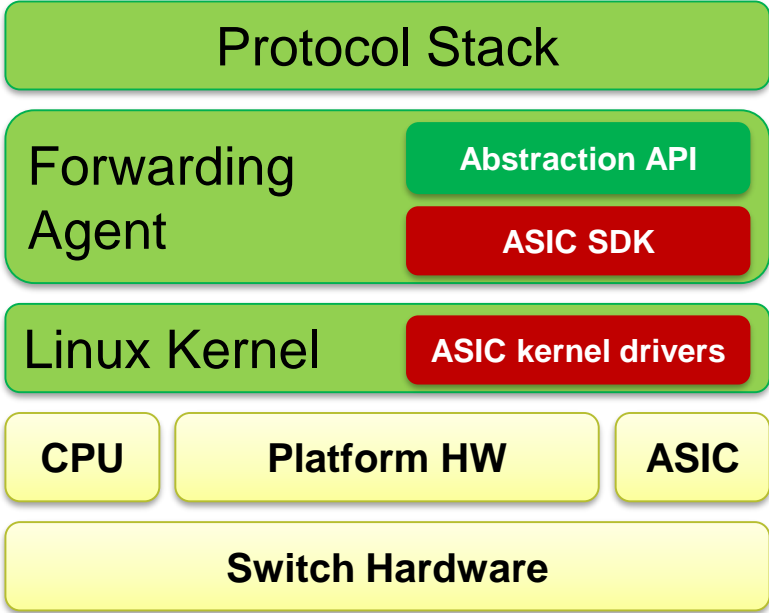 Protocol Stack
Forwarding
Agent
Abstraction API
ASIC SDK
Linux Kernel
ASIC kernel drivers
CPU
Platform HW
ASIC
Switch Hardware